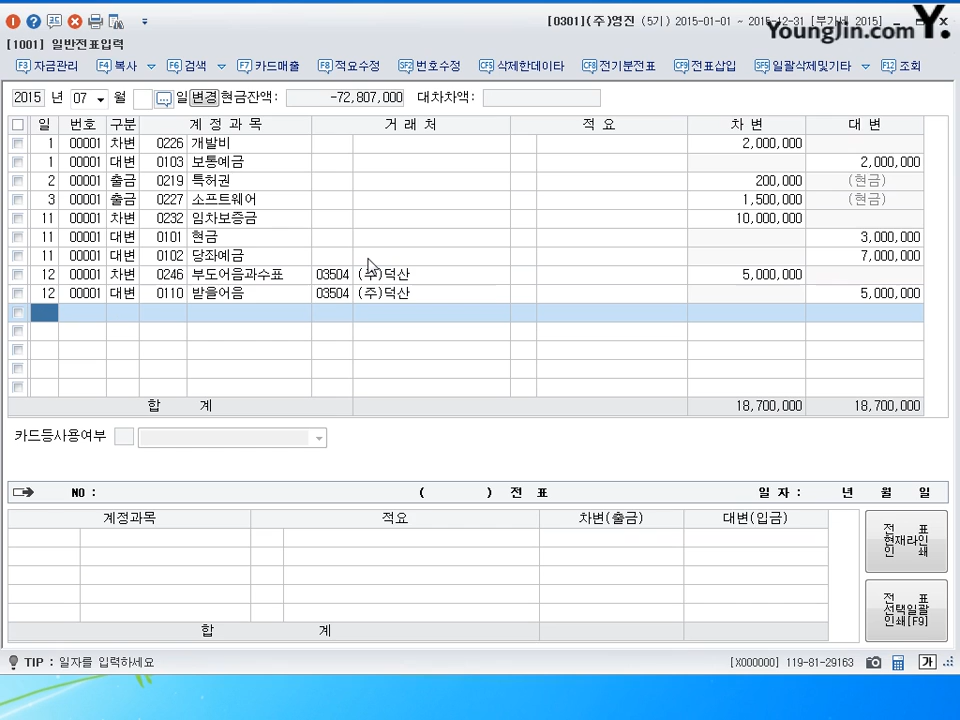 [0301](주)영진 (5기) 2015-01-01 ~ 2015-12-31 [부가세 2015]
YoungJin.com Y.
[1001] 일반전표입력
F3 자금관리 F4 복사 F6 검색 F7 카드매출 F8 적요수정 SF2 번호수정 CF5 삭제한데이타 CF8 전기분전표 CF9 전표삽입 SF5 일괄삭제및기타 F12 조회
2015 년 07 월 일 변경 현금잔액: -72,807,000 대차차액:
일 번호 구분 계 정 과 목 거 래 처 적 요 차 변 대 변
1 00001 차변 0226 개발비 2,000,000
1 00001 대변 0103 보통예금 2,000,000
2 00001 출금 0219 특허권 200,000 (현금)
3 00001 출금 0227 소프트웨어 1,500,000 (현금)
11 00001 차변 0232 임차보증금 10,000,000
11 00001 대변 0101 현금 3,000,000
11 00001 대변 0102 당좌예금 7,000,000
12 00001 차변 0246 부도어음과수표 03504 (주)덕산 5,000,000
12 00001 대변 0110 받을어음 03504 (주)덕산 5,000,000
합 계 18,700,000 18,700,000
카드등사용여부
NO : ( ) 전 표 일 자 : 년 월 일
계정과목 적요 차변(출금) 대변(입금)
합 계
전 표
현재라인
인 쇄
전 표
선택일괄
인쇄[F9]
TIP : 일자를 입력하세요 [X000000] 119-81-29163 가